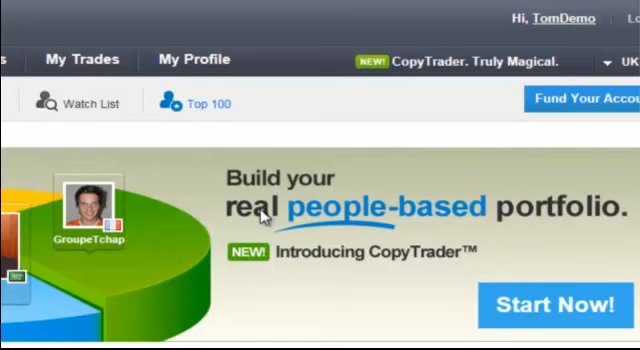 Hi, TomDemo
My Trades
My Profile
NEW! CopyTrader. Truly Magical.
UK
Watch List
Top 100
Fund Your
Build your
real people-based portfolio.
GroupeTchap
NEW! Introducing CopyTrader™
Start Now!